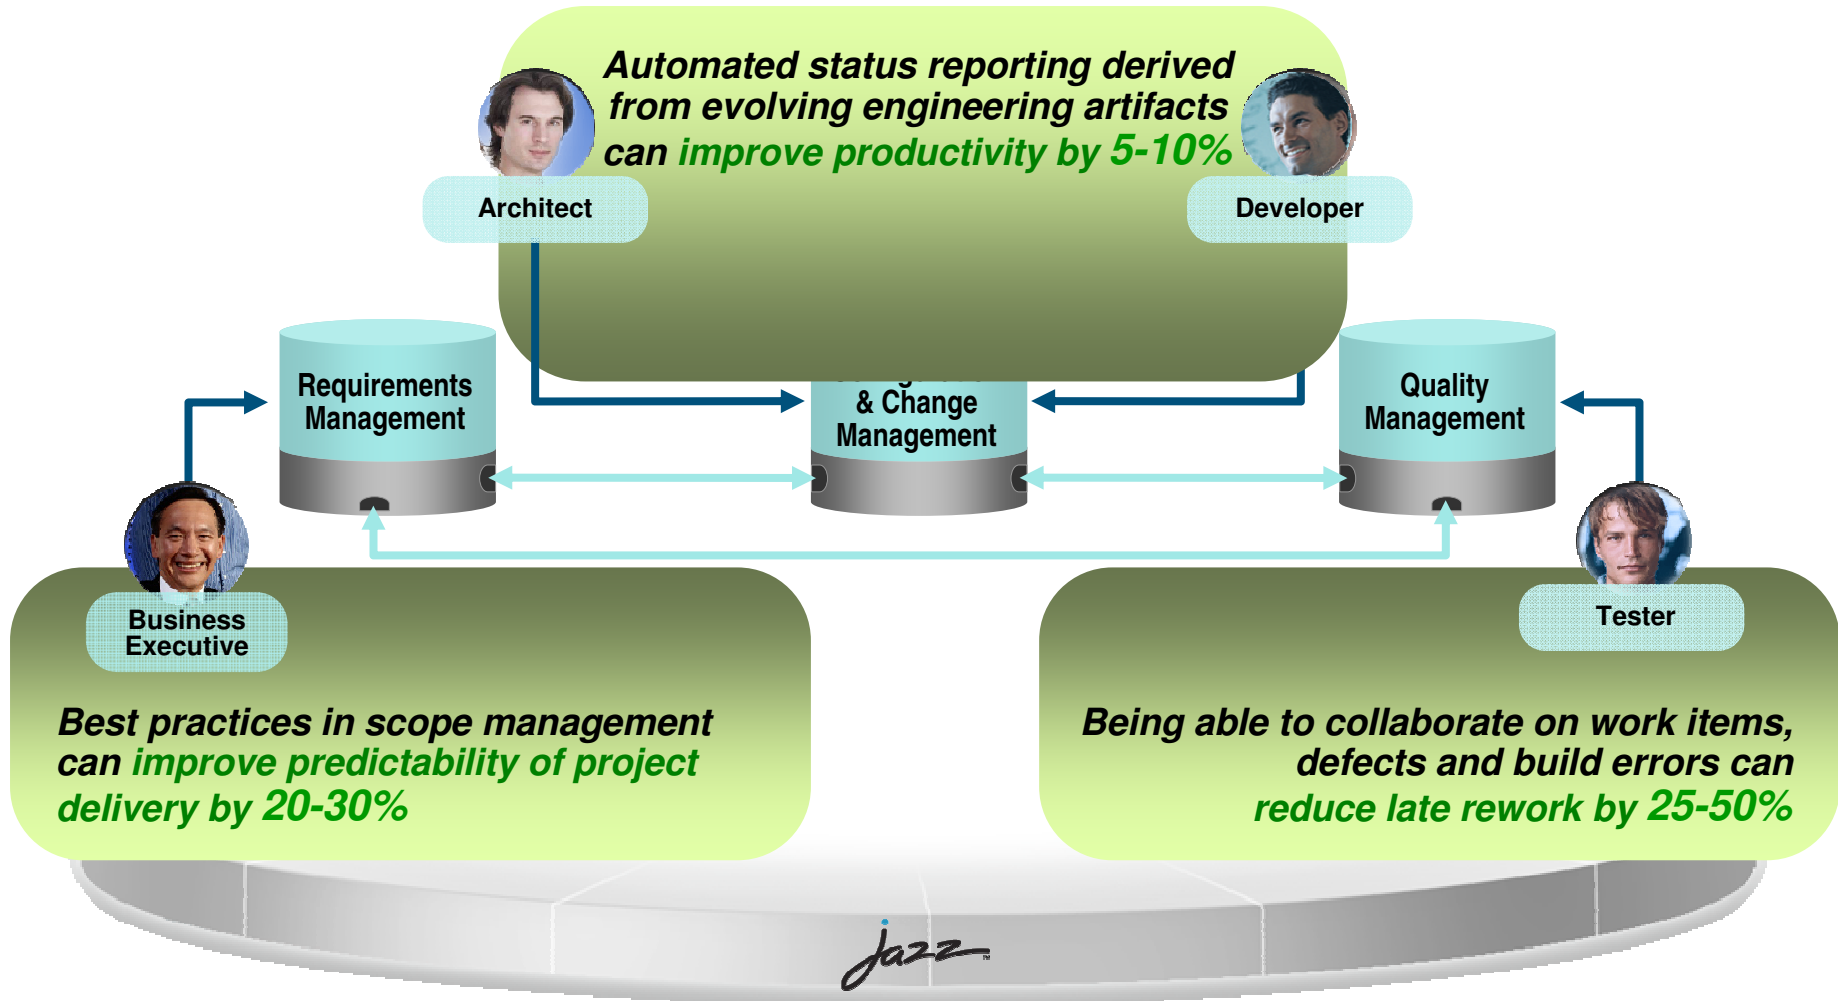 Automated status reporting derived
from evolving engineering artifacts
can improve productivity by 5-10%
Architect
Developer
Requirements
Management
& Change
Management
Quality
Management
Business
Executive
Tester
Best practices in scope management
can improve predictability of project
delivery by 20-30%
Being able to collaborate on work items,
defects and build errors can
reduce late rework by 25-50%
jazz